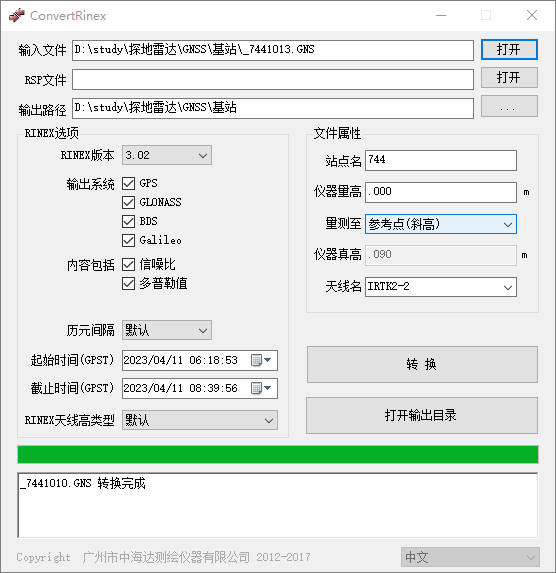 ConvertRinex
输入文件 D:\study\探地雷达\GNSS\基站\_7441013.GNS 打开
RSP文件 打开
输出路径 D:\study\探地雷达\GNSS\基站 ...
RINEX选项
RINEX版本 3.02
输出系统 GPS
GLONASS
BDS
Galileo
内容包括 信噪比
多普勒值
历元间隔 默认
起始时间(GPST) 2023/04/11 06:18:53
截止时间(GPST) 2023/04/11 08:39:56
RINEX天线高类型 默认
文件属性
站点名 744
仪器量高 .000 m
量测至 参考点(斜高)
仪器真高 .090 m
天线名 IRTK2-2
转 换
打开输出目录
_7441010.GNS 转换完成
Copyright 广州市中海达测绘仪器有限公司 2012-2017
中文